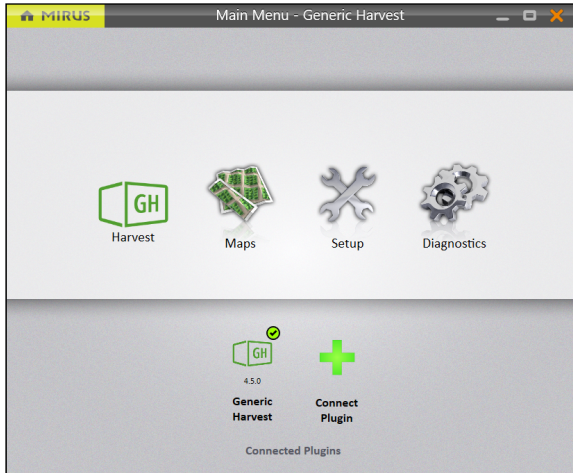 MIRUS
Main Menu - Generic Harvest
GH
Harvest
Maps
Setup
Diagnostics
GH
4.5.0
Generic
Harvest
Connect
Plugin
Connected Plugins